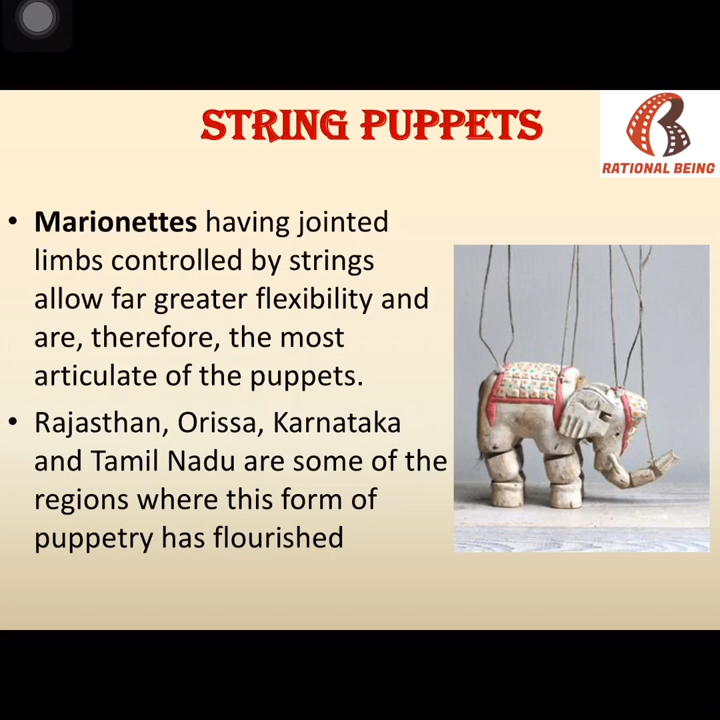 STRING PUPPETS
RATIONAL BEING
• Marionettes having jointed
limbs controlled by strings
allow far greater flexibility and
are, therefore, the most
articulate of the puppets.
• Rajasthan, Orissa, Karnataka
and Tamil Nadu are some of the
regions where this form of
puppetry has flourished